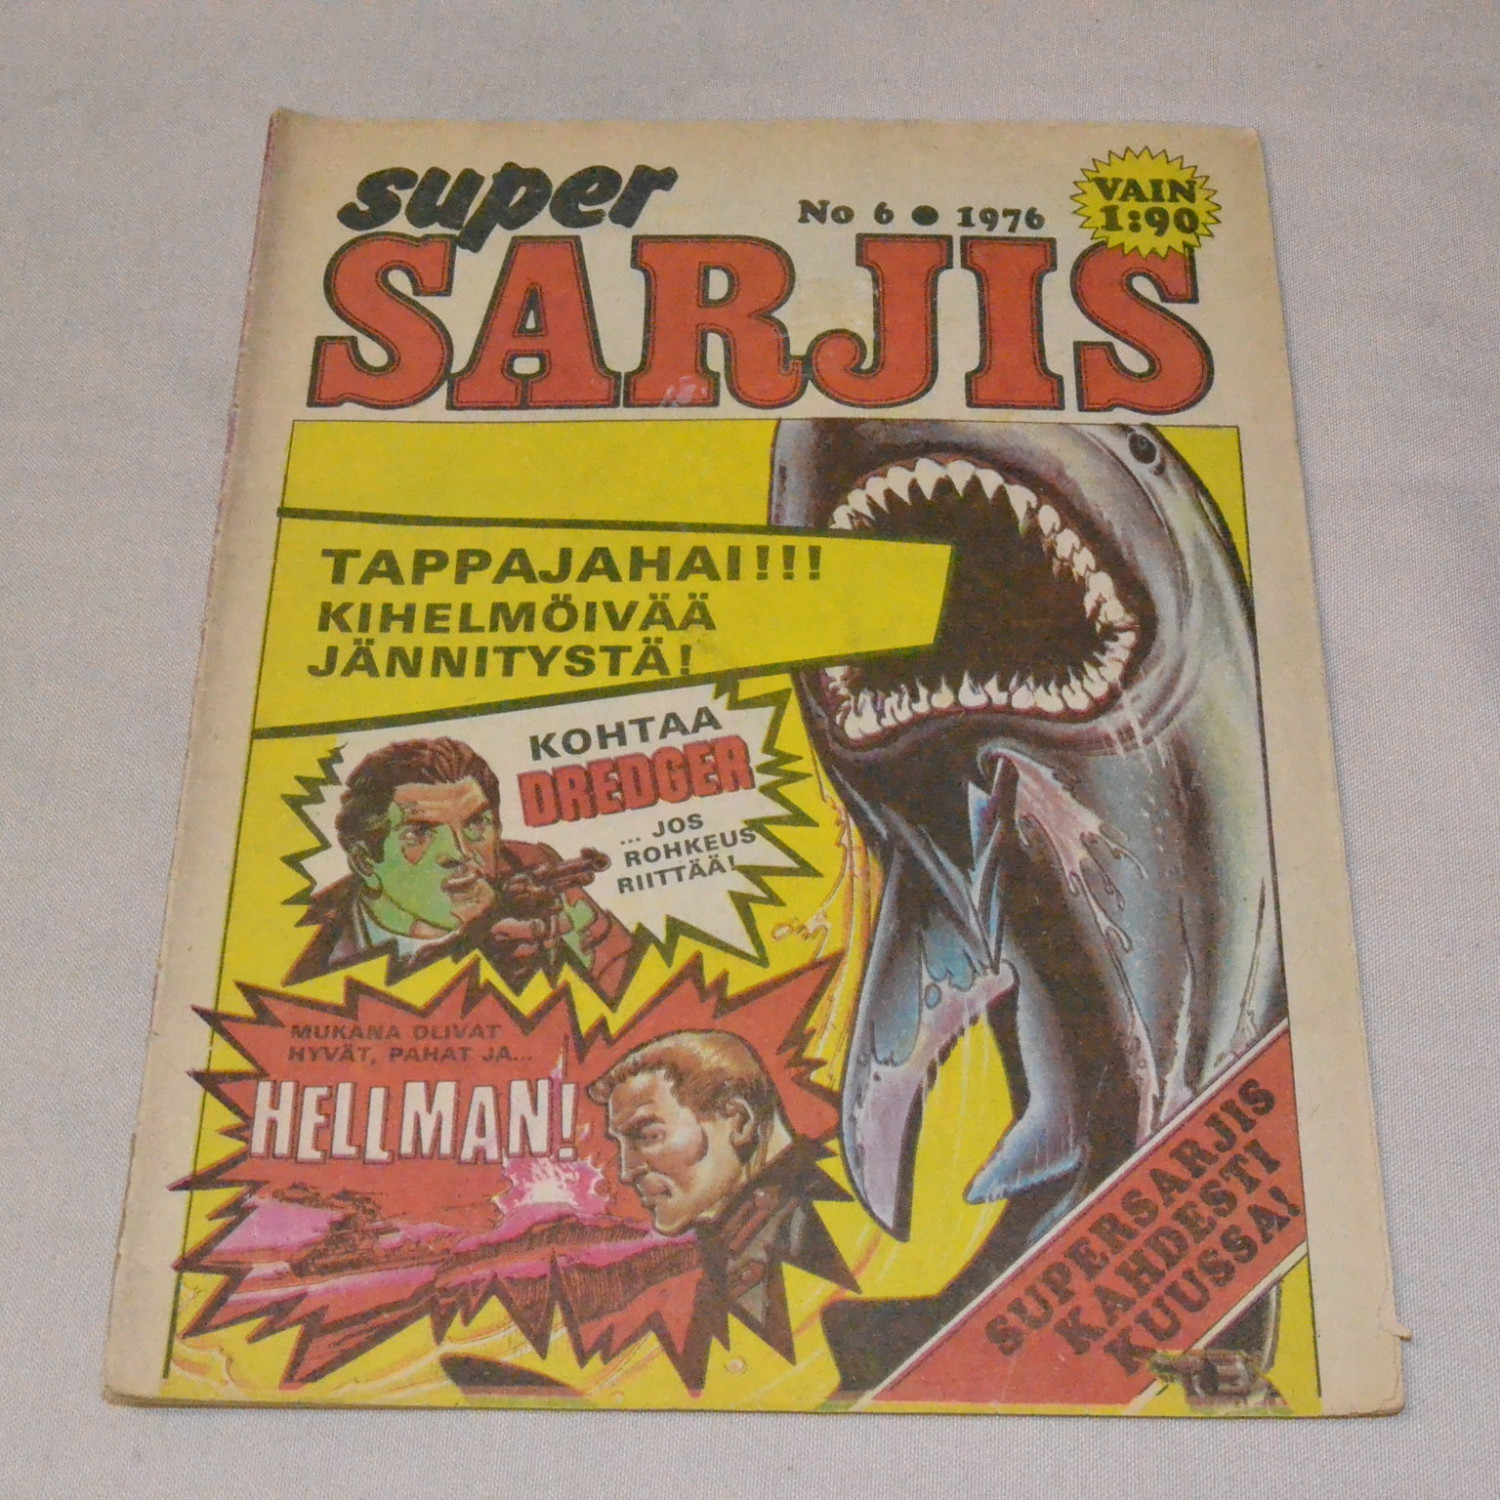 super
No 6 ● 1976
VAIN
1:90
SARJIS
TAPPAJAHAI!!!
KIHELMÖIVÄÄ
JÄNNITYSTÄ!
KOHTAA
DREDGER
... JOS
ROHKEUS
RIITTÄÄ!
MUKANA OLIVAT
HYVÄT, PAHAT JA...
HELLMAN!
SUPERSARJIS
KAHDESTI
KUUSSA!